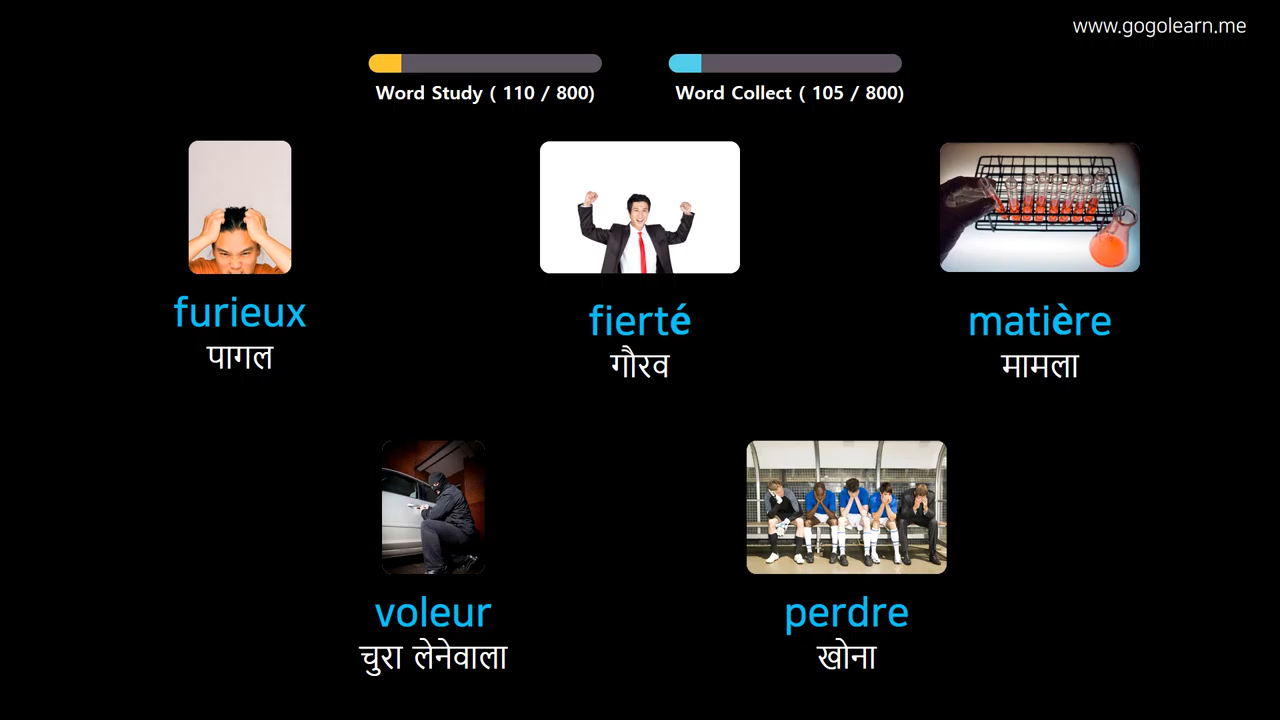 www.gogolearn.me
Word Study ( 110 / 800)
Word Collect ( 105 / 800)
furieux
पागल
fierté
गौरव
matière
मामला
voleur
चुरा लेनेवाला
perdre
खोना